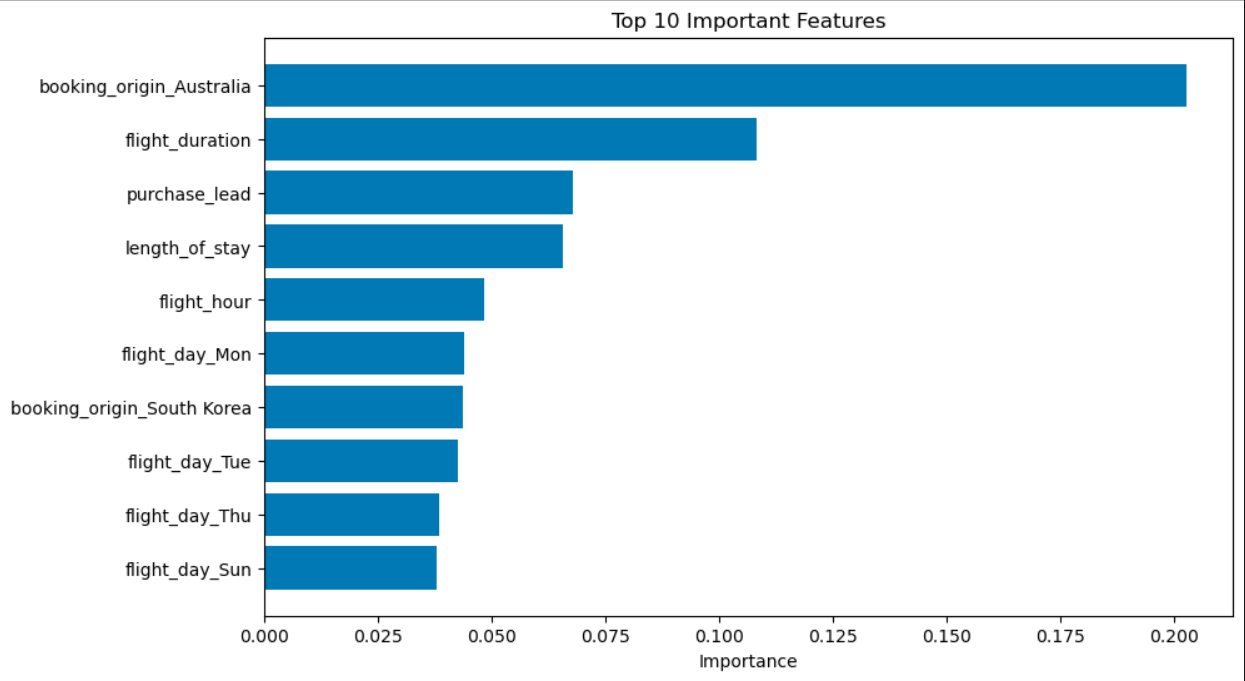 Top 10 Important Features
booking_origin_Australia
flight_duration
purchase_lead
length_of_stay
flight_hour
flight_day_Mon
booking_origin_South Korea
flight_day_Tue
flight_day_Thu
flight_day_Sun
0.000 0.025 0.050 0.075 0.100 0.125 0.150 0.175 0.200
Importance